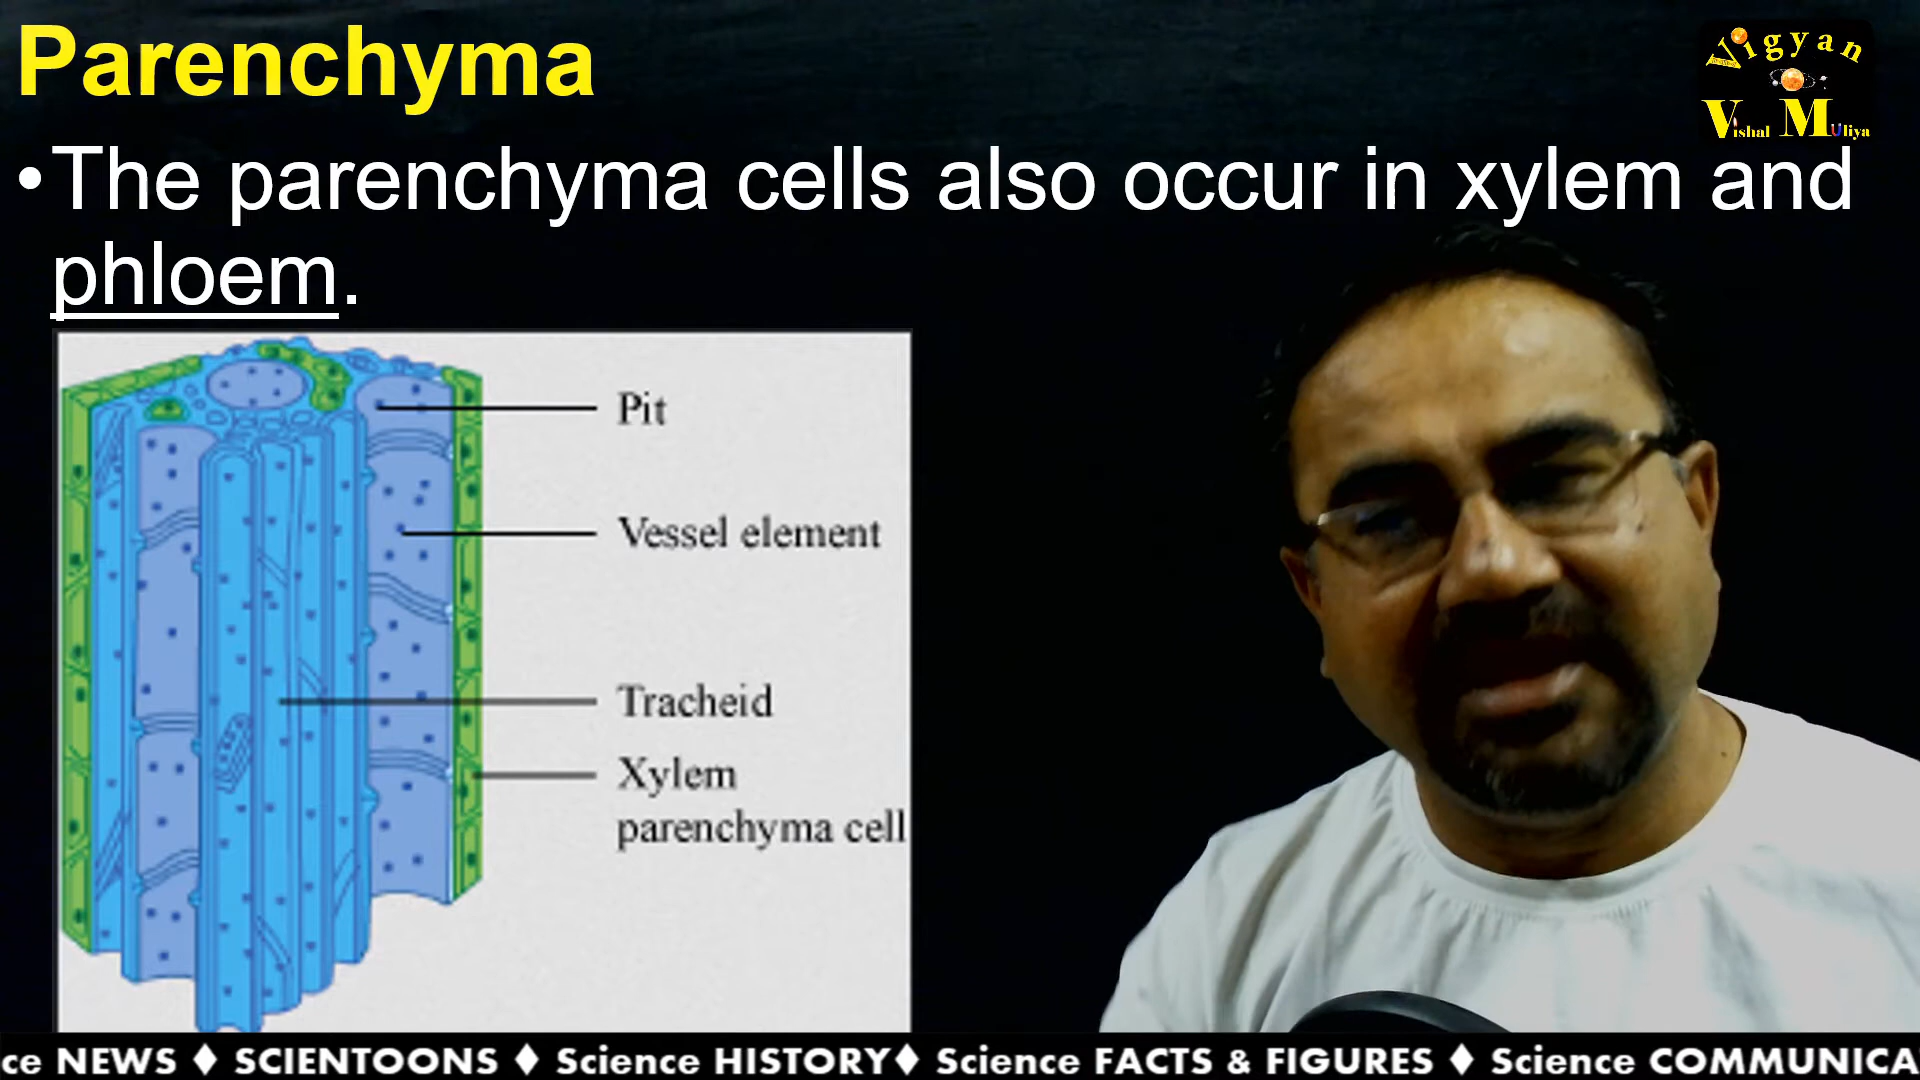 Parenchyma
Vigyan
Vishal MUliya
•The parenchyma cells also occur in xylem and
phloem.
Pit
Vessel element
Tracheid
Xylem
parenchyma cell
ce NEWS ♦ SCIENTOONS ♦ Science HISTORY♦ Science FACTS & FIGURES ♦ Science COMMUNICA